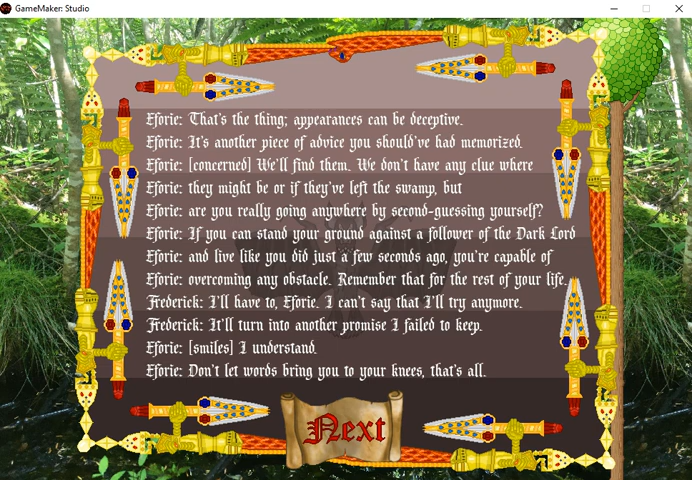 GameMaker: Studio
Eforie: That's the thing; appearances can be deceptive.
Eforie: It's another piece of advice you should've had memorized.
Eforie: [concerned] We'll find them. We don't have any clue where
Eforie: they might be or if they've left the swamp, but
Eforie: are you really going anywhere by second-guessing yourself?
Eforie: If you can stand your ground against a follower of the Dark Lord
Eforie: and live like you did just a few seconds ago, you're capable of
Eforie: overcoming any obstacle. Remember that for the rest of your life.
Frederick: I'll have to, Eforie. I can't say that I'll try anymore.
Frederick: It'll turn into another promise I failed to keep.
Eforie: [smiles] I understand.
Eforie: Don't let words bring you to your knees, that's all.
Next